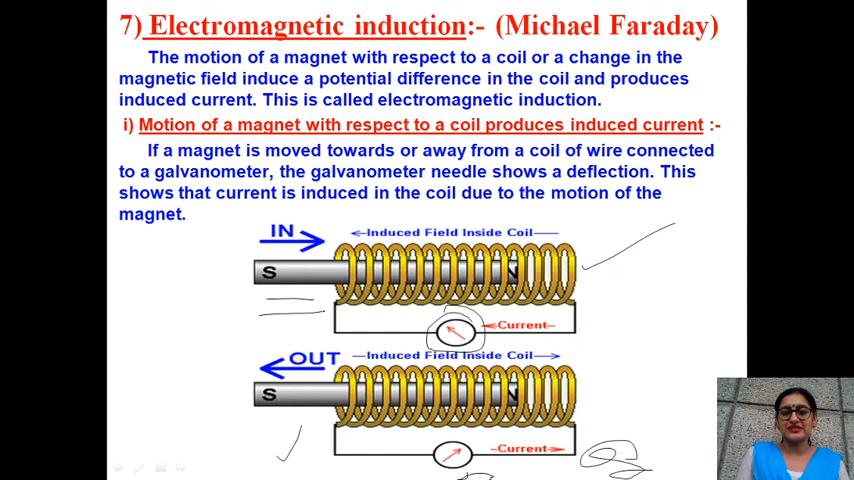 7) Electromagnetic induction:- (Michael Faraday)
The motion of a magnet with respect to a coil or a change in the
magnetic field induce a potential difference in the coil and produces
induced current. This is called electromagnetic induction.
i) Motion of a magnet with respect to a coil produces induced current :-
If a magnet is moved towards or away from a coil of wire connected
to a galvanometer, the galvanometer needle shows a deflection. This
shows that current is induced in the coil due to the motion of the
magnet.
IN
Induced Field Inside Coil
S N
Current
OUT
Induced Field Inside Coil
S N
Current